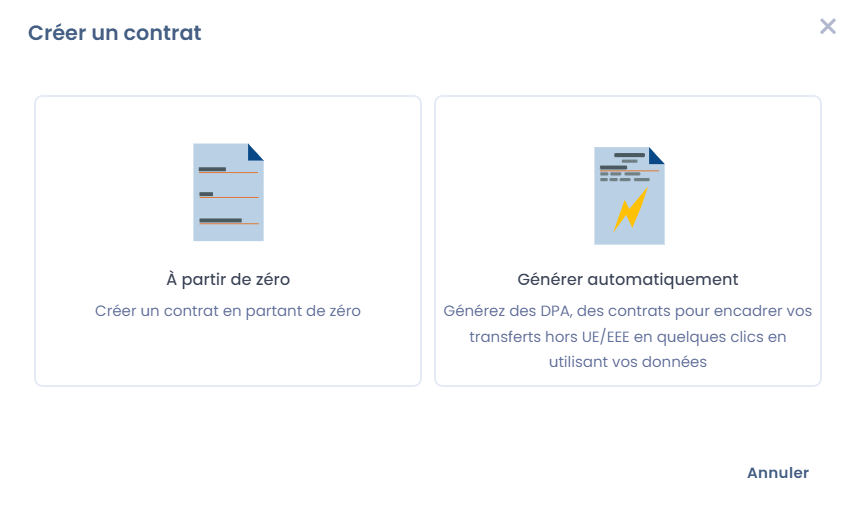 Créer un contrat
À partir de zéro
Créer un contrat en partant de zéro
Générer automatiquement
Générez des DPA, des contrats pour encadrer vos
transferts hors UE/EEE en quelques clics en
utilisant vos données
Annuler